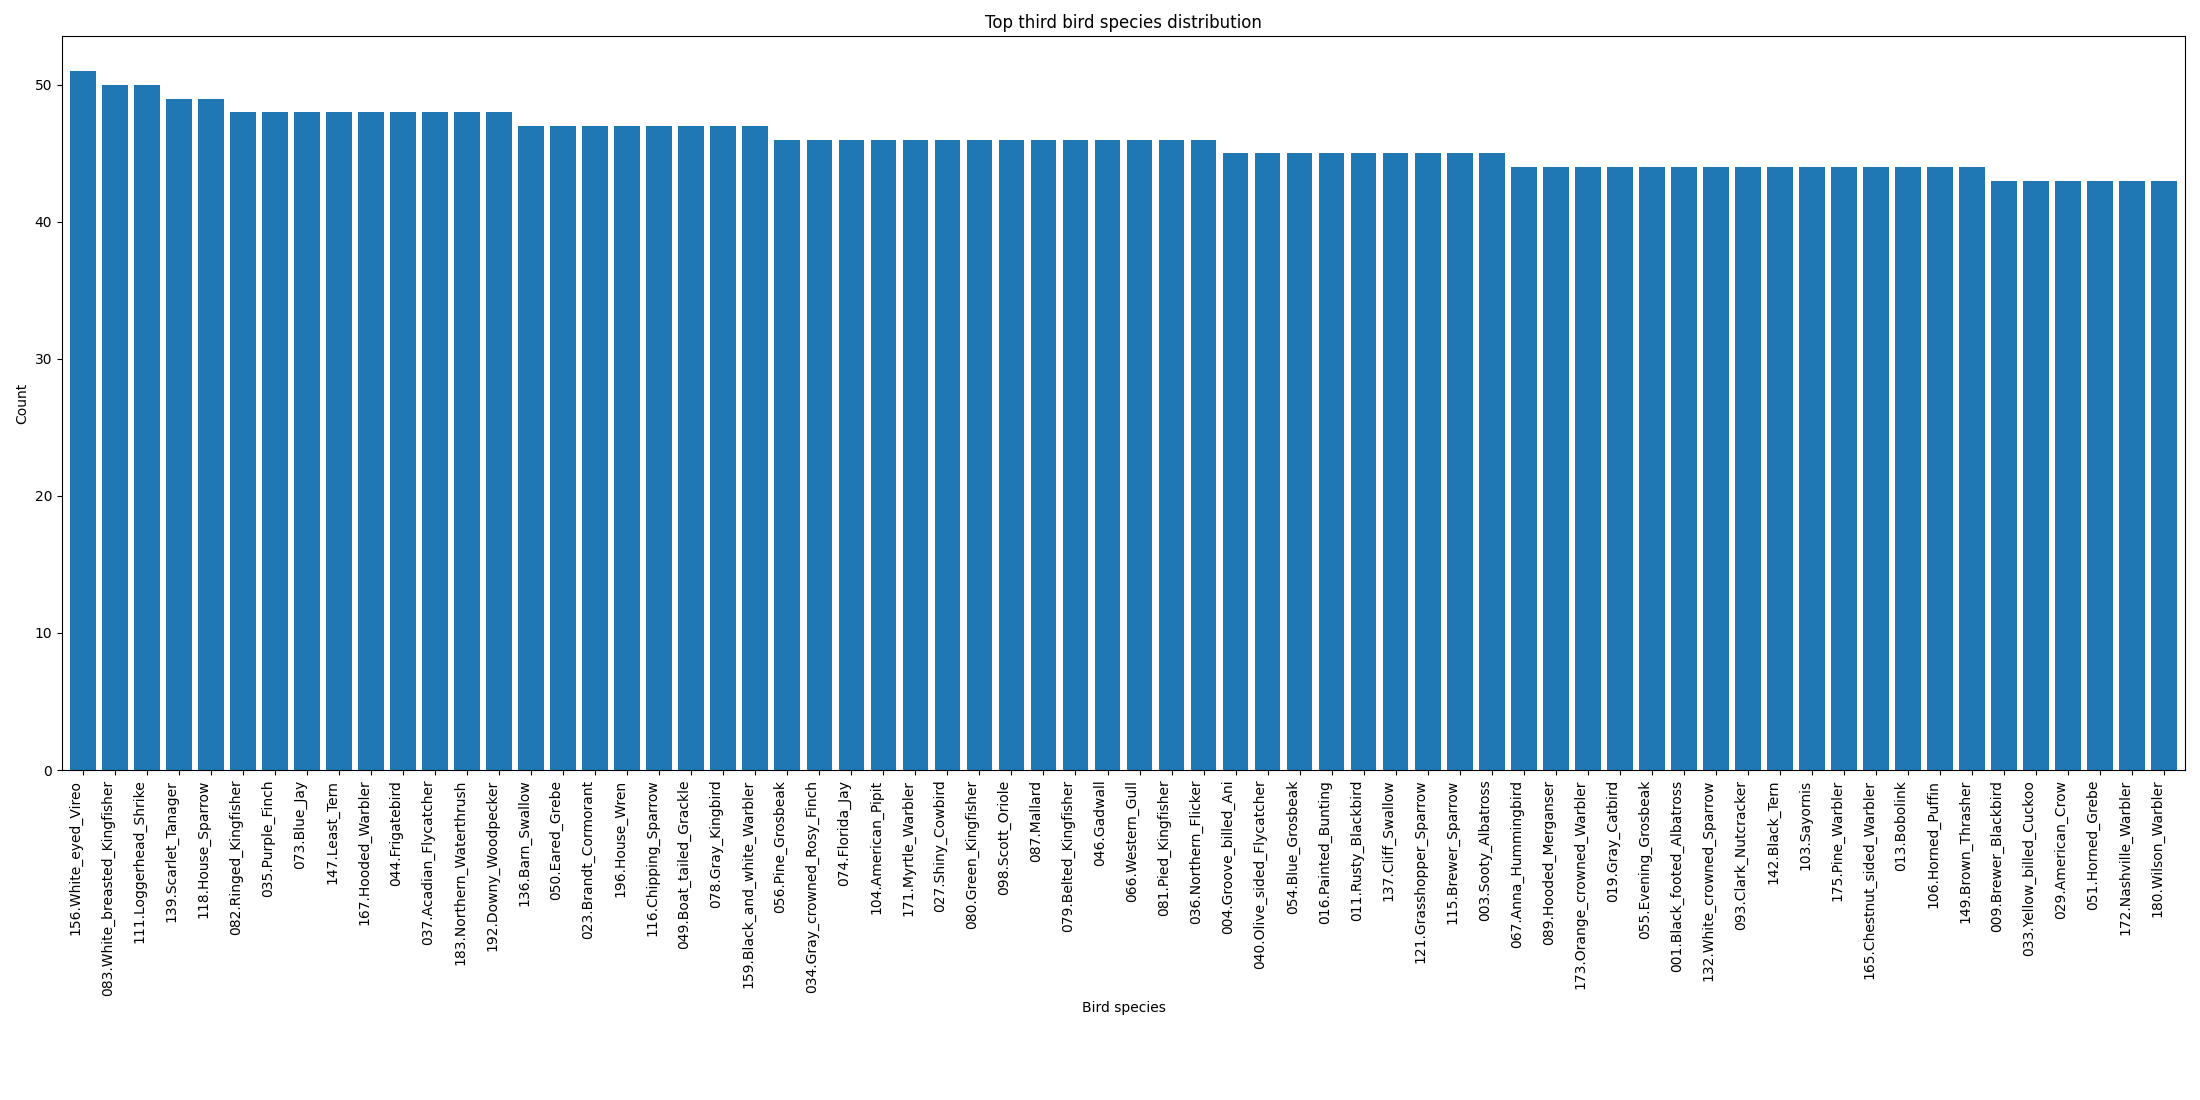 Top third bird species distribution
Count
50
40
30
20
10
0
156.White_eyed_Vireo
083.White_breasted_Kingfisher
111.Loggerhead_Shrike
139.Scarlet_Tanager
118.House_Sparrow
082.Ringed_Kingfisher
035.Purple_Finch
073.Blue_Jay
147.Least_Tern
167.Hooded_Warbler
044.Frigatebird
037.Acadian_Flycatcher
183.Northern_Waterthrush
192.Downy_Woodpecker
136.Barn_Swallow
050.Eared_Grebe
023.Brandt_Cormorant
196.House_Wren
116.Chipping_Sparrow
049.Boat_tailed_Grackle
078.Gray_Kingbird
159.Black_and_white_Warbler
056.Pine_Grosbeak
034.Gray_crowned_Rosy_Finch
074.Florida_Jay
104.American_Pipit
171.Myrtle_Warbler
027.Shiny_Cowbird
080.Green_Kingfisher
098.Scott_Oriole
087.Mallard
079.Belted_Kingfisher
046.Gadwall
066.Western_Gull
081.Pied_Kingfisher
036.Northern_Flicker
004.Groove_billed_Ani
040.Olive_sided_Flycatcher
054.Blue_Grosbeak
016.Painted_Bunting
011.Rusty_Blackbird
137.Cliff_Swallow
121.Grasshopper_Sparrow
115.Brewer_Sparrow
003.Sooty_Albatross
067.Anna_Hummingbird
089.Hooded_Merganser
173.Orange_crowned_Warbler
019.Gray_Catbird
055.Evening_Grosbeak
001.Black_footed_Albatross
132.White_crowned_Sparrow
093.Clark_Nutcracker
142.Black_Tern
103.Sayornis
175.Pine_Warbler
165.Chestnut_sided_Warbler
013.Bobolink
106.Horned_Puffin
149.Brown_Thrasher
009.Brewer_Blackbird
033.Yellow_billed_Cuckoo
029.American_Crow
051.Horned_Grebe
172.Nashville_Warbler
180.Wilson_Warbler
Bird species